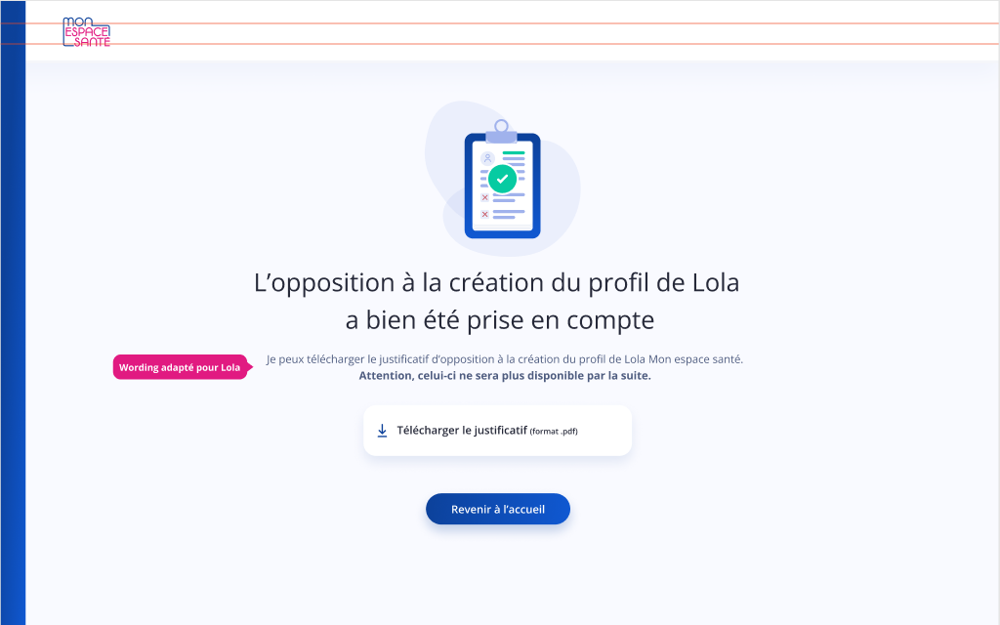 MON
ESPACE
SANTÉ
L’opposition à la création du profil de Lola
a bien été prise en compte
Wording adapté pour Lola
Je peux télécharger le justificatif d’opposition à la création du profil de Lola Mon espace santé.
Attention, celui-ci ne sera plus disponible par la suite.
Télécharger le justificatif (format .pdf)
Revenir à l’accueil